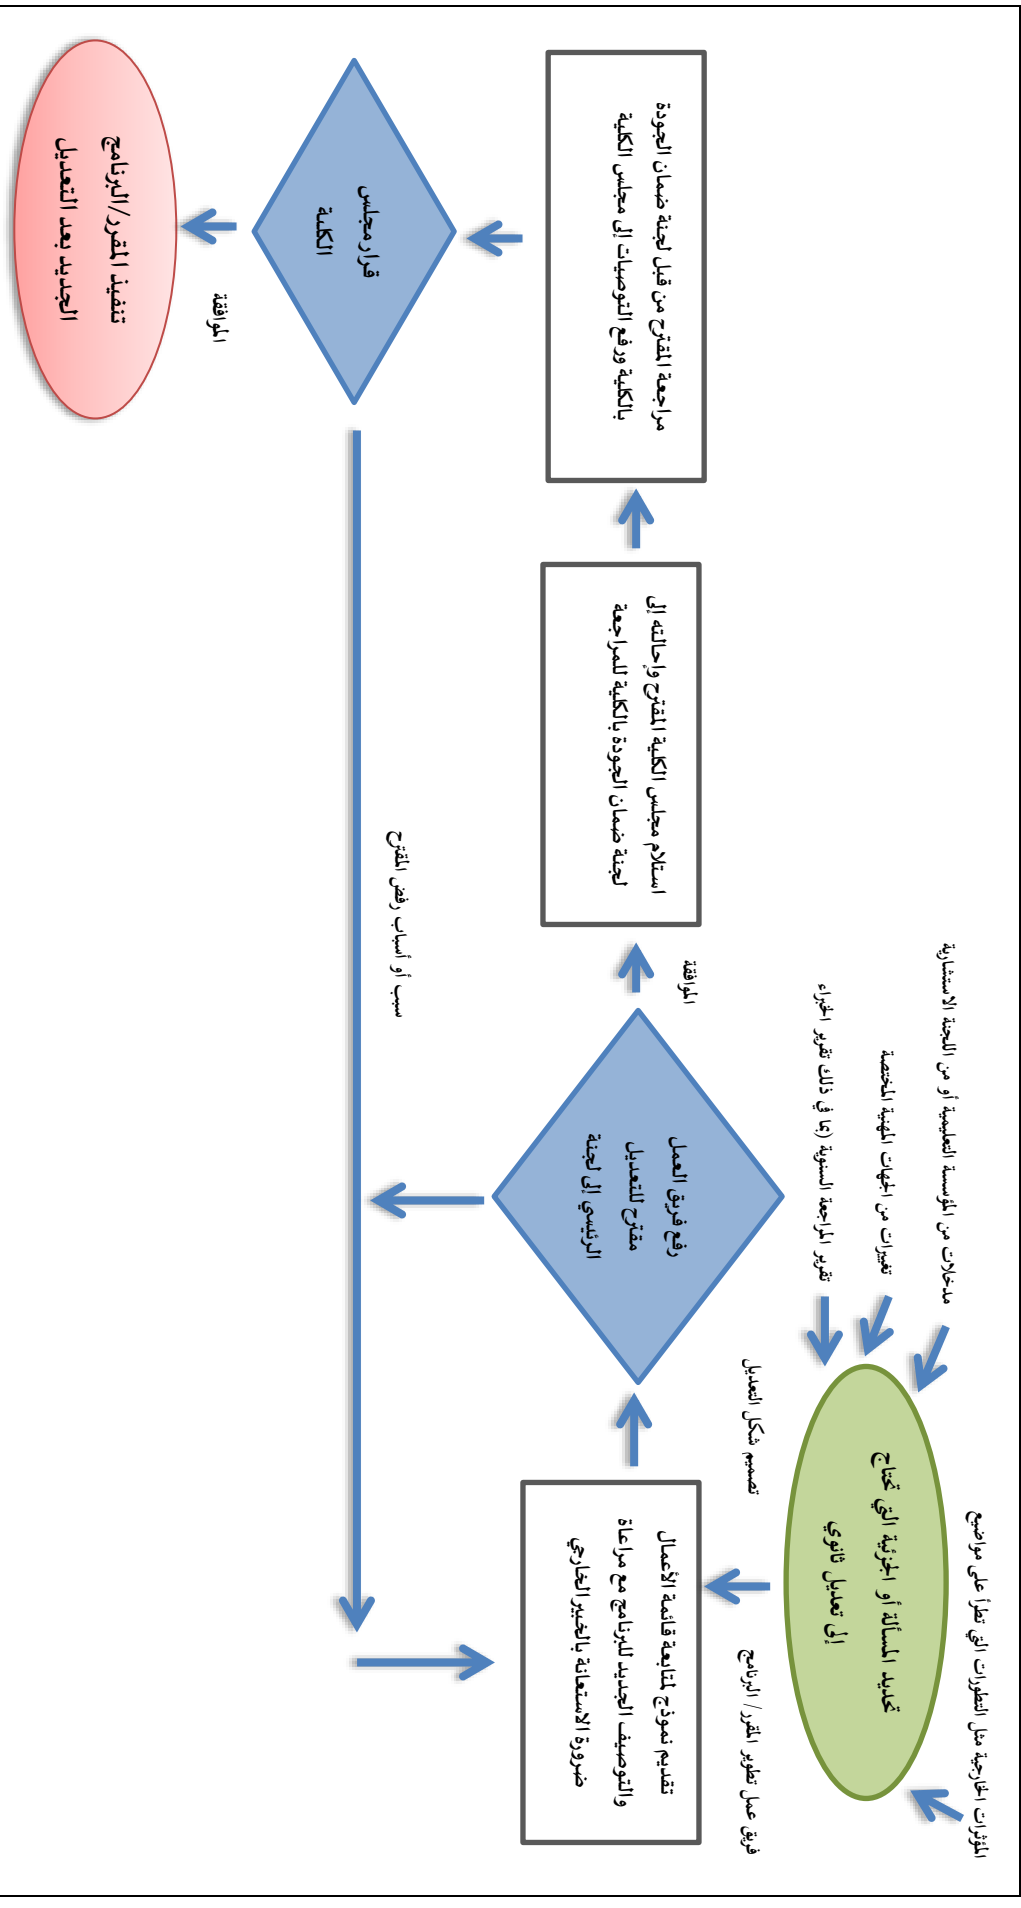 المؤثرات الخارجية مثل التطورات التي تطرأ على مواضيع
مدخلات من المؤسسة التعليمية أو من اللجنة الاستشارية
تغييرات من الجهات المهنية المختصة
تقرير المراجعة السنوية (بما في ذلك تقرير الخبراء
تحديد المسألة أو الجزئية التي تحتاج
إلى تعديل ثانوي
فريق عمل تطوير المقرر/ البرنامج
تصميم شكل التعديل
تقديم نموذج لمتابعة قائمة الأعمال
والتوصيف الجديد للبرنامج مع مراعاة
ضرورة الاستعانة بالخبير الخارجي
رفع فريق العمل
مقترح للتعديل
الرئيسي إلى لجنة
الموافقة
استلام مجلس الكلية المقترح وإحالته إلى
لجنة ضمان الجودة بالكلية للمراجعة
مراجعة المقترح من قبل لجنة ضمان الجودة
بالكلية ورفع التوصيات إلى مجلس الكلية
قرار مجلس
الكلية
سبب أو أسباب رفض المقترح
الموافقة
تنفيذ المقرر/البرنامج
الجديد بعد التعديل